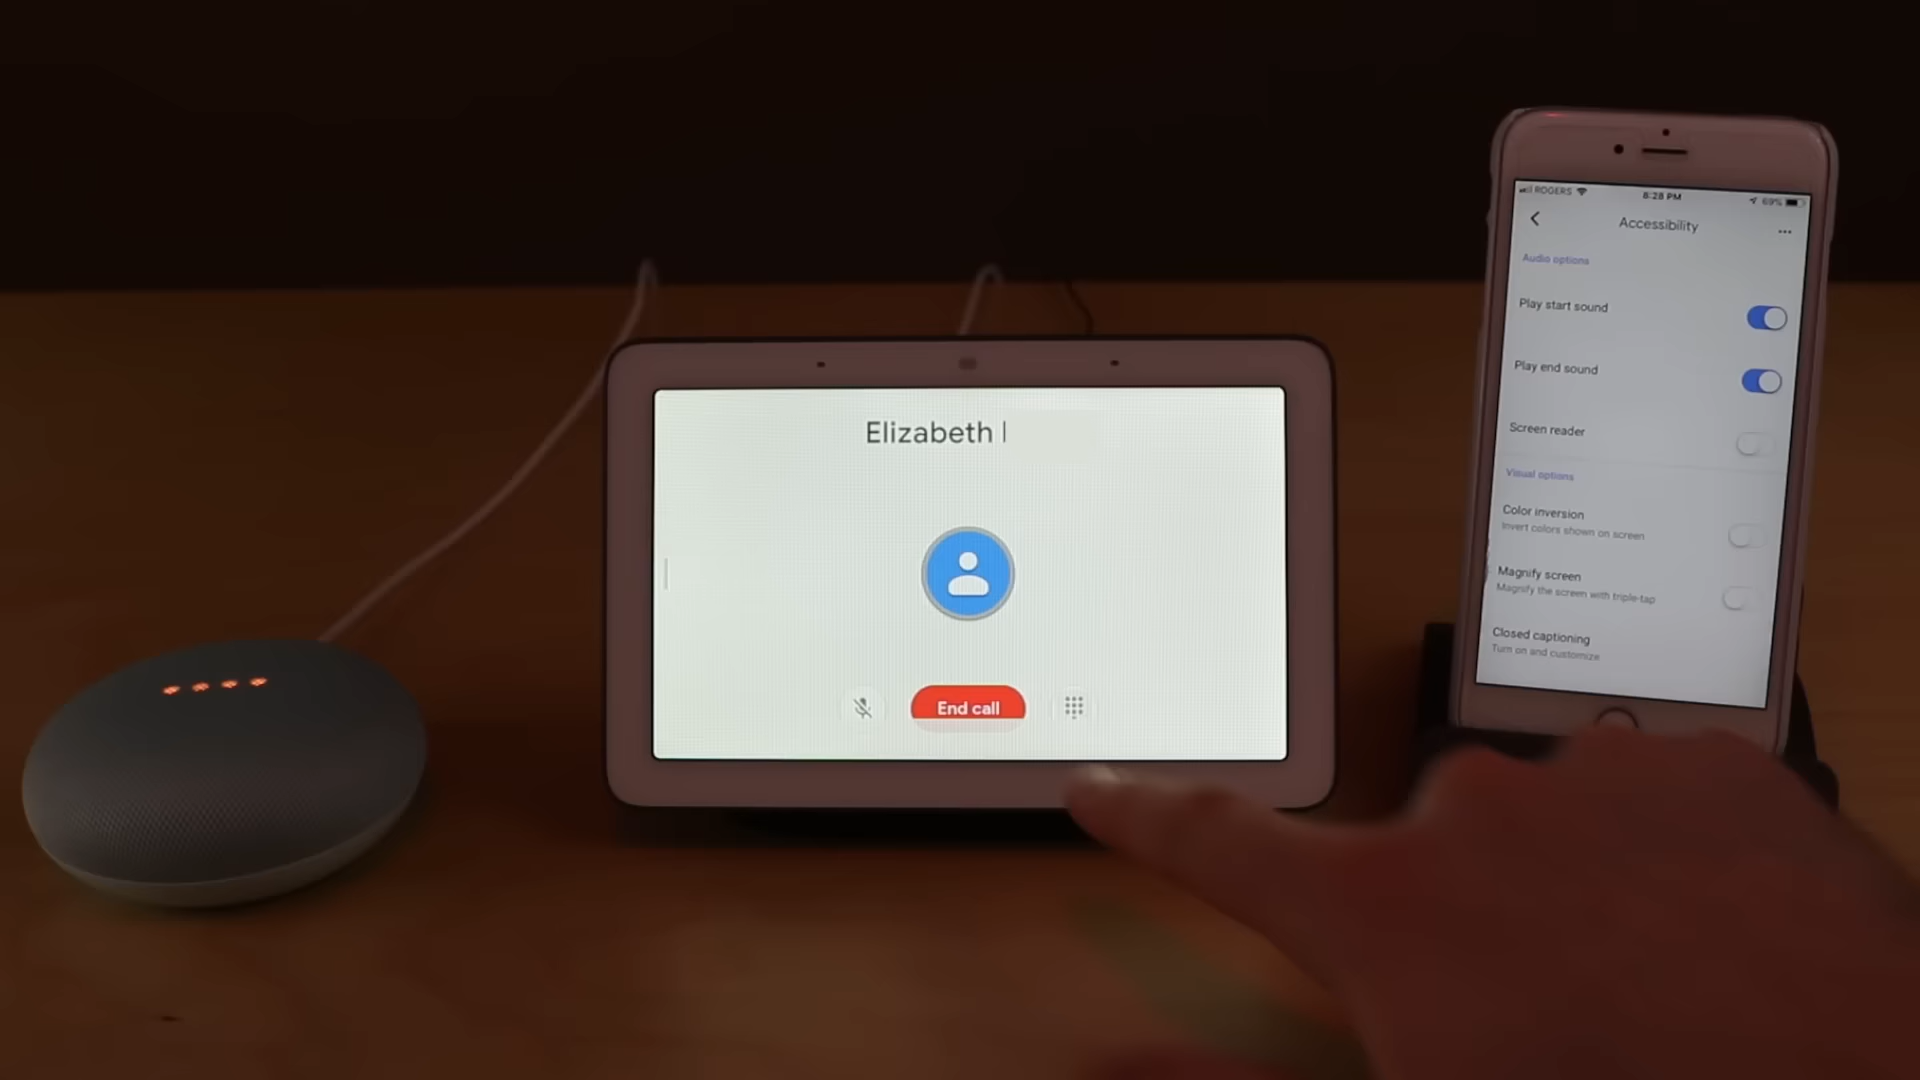 Elizabeth
End call
ROGERS 6:28 PM 69%
Accessibility
Audio options
Play start sound
Play end sound
Screen reader
Visual options
Color inversion
Invert colors shown on screen
Magnify screen
Magnify the screen with triple-tap
Closed captioning
Turn on and customize